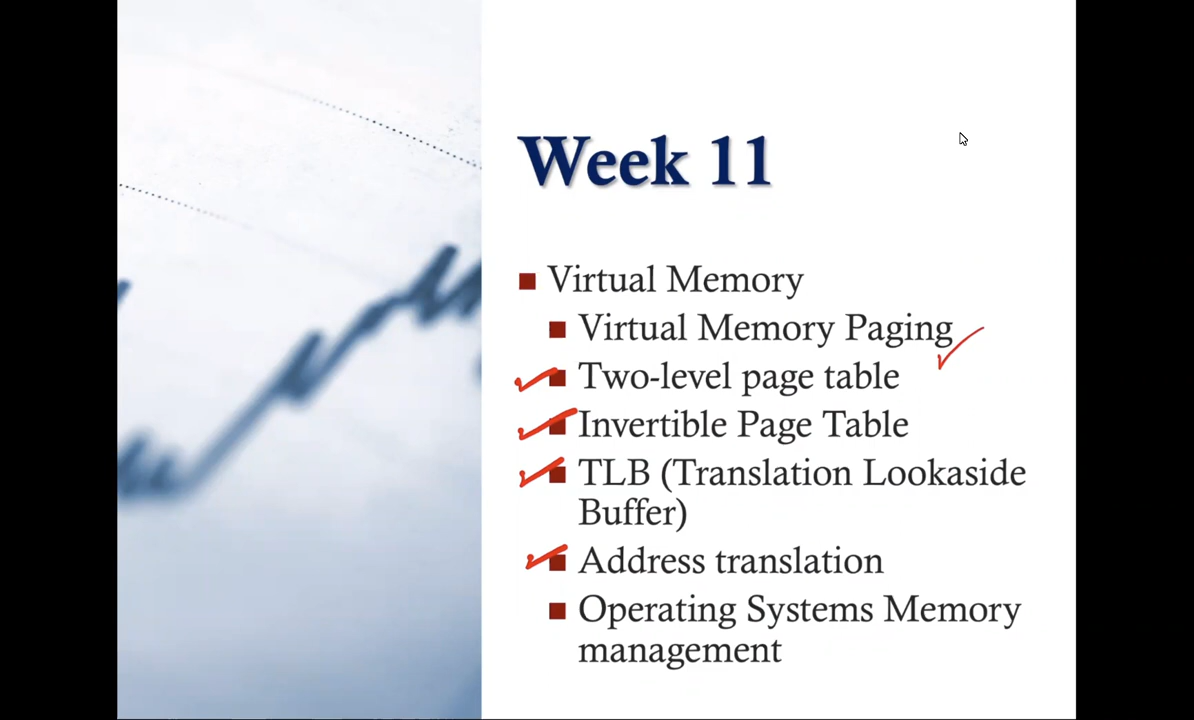 Week 11
Virtual Memory
Virtual Memory Paging
Two-level page table
Invertible Page Table
TLB (Translation Lookaside
Buffer)
Address translation
Operating Systems Memory
management